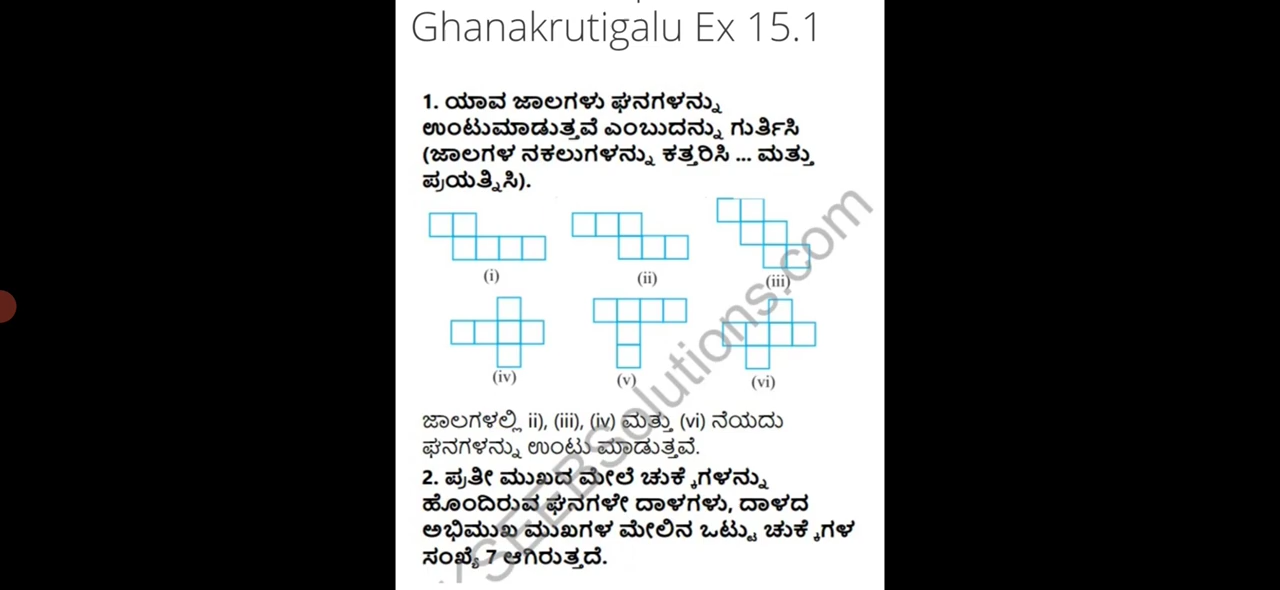 Ghanakrutigalu Ex 15.1
1. ಯಾವ ಜಾಲಗಳು ಘನಗಳನ್ನು
ಉಂಟುಮಾಡುತ್ತವೆ ಎಂಬುದನ್ನು ಗುರ್ತಿಸಿ
(ಜಾಲಗಳ ನಕಲುಗಳನ್ನು ಕತ್ತರಿಸಿ ... ಮತ್ತು
ಪ್ರಯತ್ನಿಸಿ).
(i) (ii) (iii)
(iv) (v) (vi)
ಜಾಲಗಳಲ್ಲಿ ii), (iii), (iv) ಮತ್ತು (vi) ನೆಯದು
ಘನಗಳನ್ನು ಉಂಟು ಮಾಡುತ್ತವೆ.
2. ಪ್ರತೀ ಮುಖದ ಮೇಲೆ ಚುಕ್ಕೆಗಳನ್ನು
ಹೊಂದಿರುವ ಘನಗಳೇ ದಾಳಗಳು, ದಾಳದ
ಅಭಿಮುಖ ಮುಖಗಳ ಮೇಲಿನ ಒಟ್ಟು ಚುಕ್ಕೆಗಳ
ಸಂಖ್ಯೆ 7 ಆಗಿರುತ್ತದೆ.
KSEEBSolutions.com